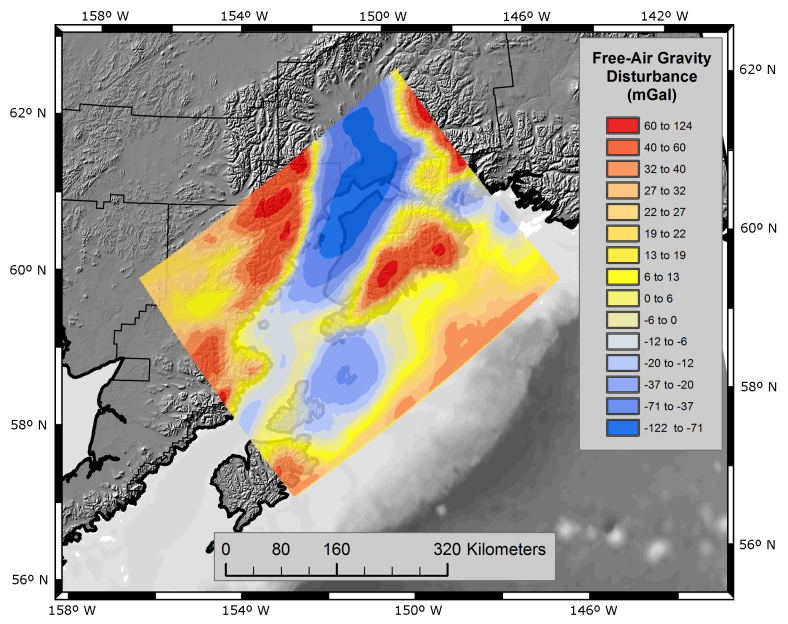 158º W 154º W 150º W 146º W 142º W
Free-Air Gravity
Disturbance
(mGal)
60 to 124
40 to 60
32 to 40
27 to 32
22 to 27
19 to 22
13 to 19
6 to 13
0 to 6
-6 to 0
-12 to -6
-20 to -12
-37 to -20
-71 to -37
-122 to -71
62º N
60º N
58º N
56º N
62º N
60º N
58º N
56º N
0 80 160 320 Kilometers
158º W 154º W 150º W 146º W